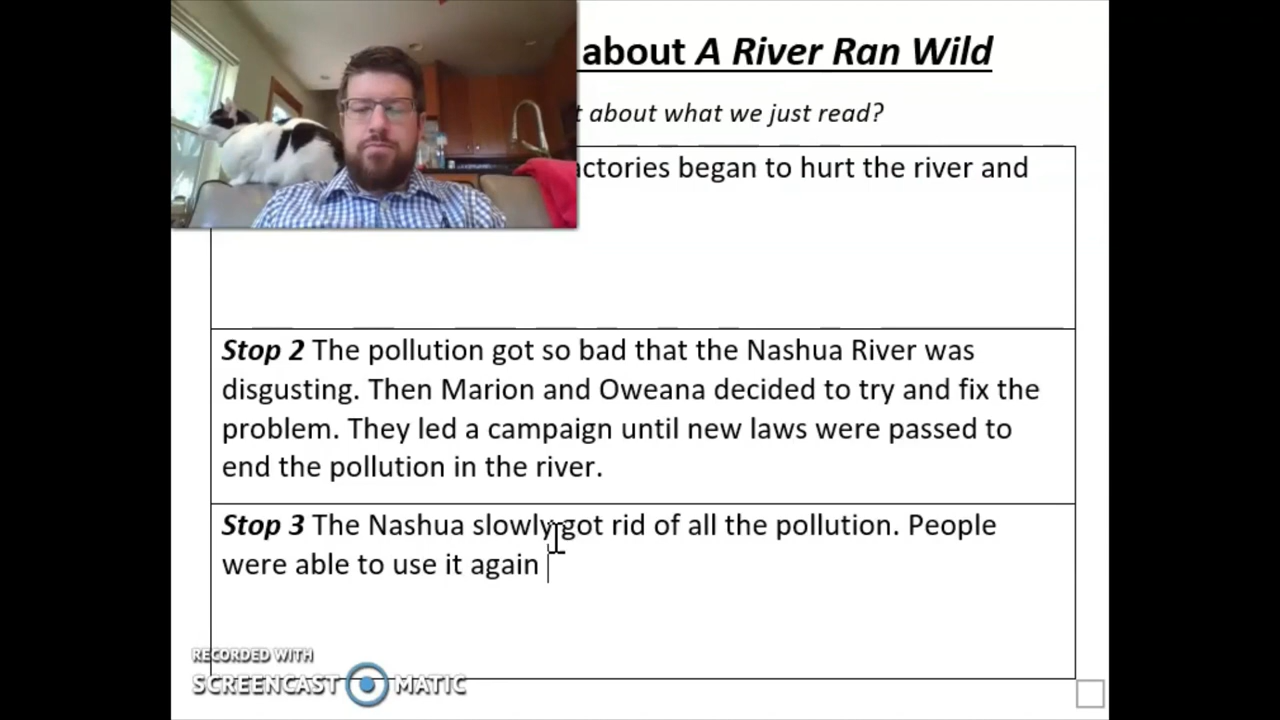 about A River Ran Wild
t about what we just read?
actories began to hurt the river and
Stop 2 The pollution got so bad that the Nashua River was
disgusting. Then Marion and Oweana decided to try and fix the
problem. They led a campaign until new laws were passed to
end the pollution in the river.
Stop 3 The Nashua slowly got rid of all the pollution. People
were able to use it again
RECORDED WITH
SCREENCAST MATIC